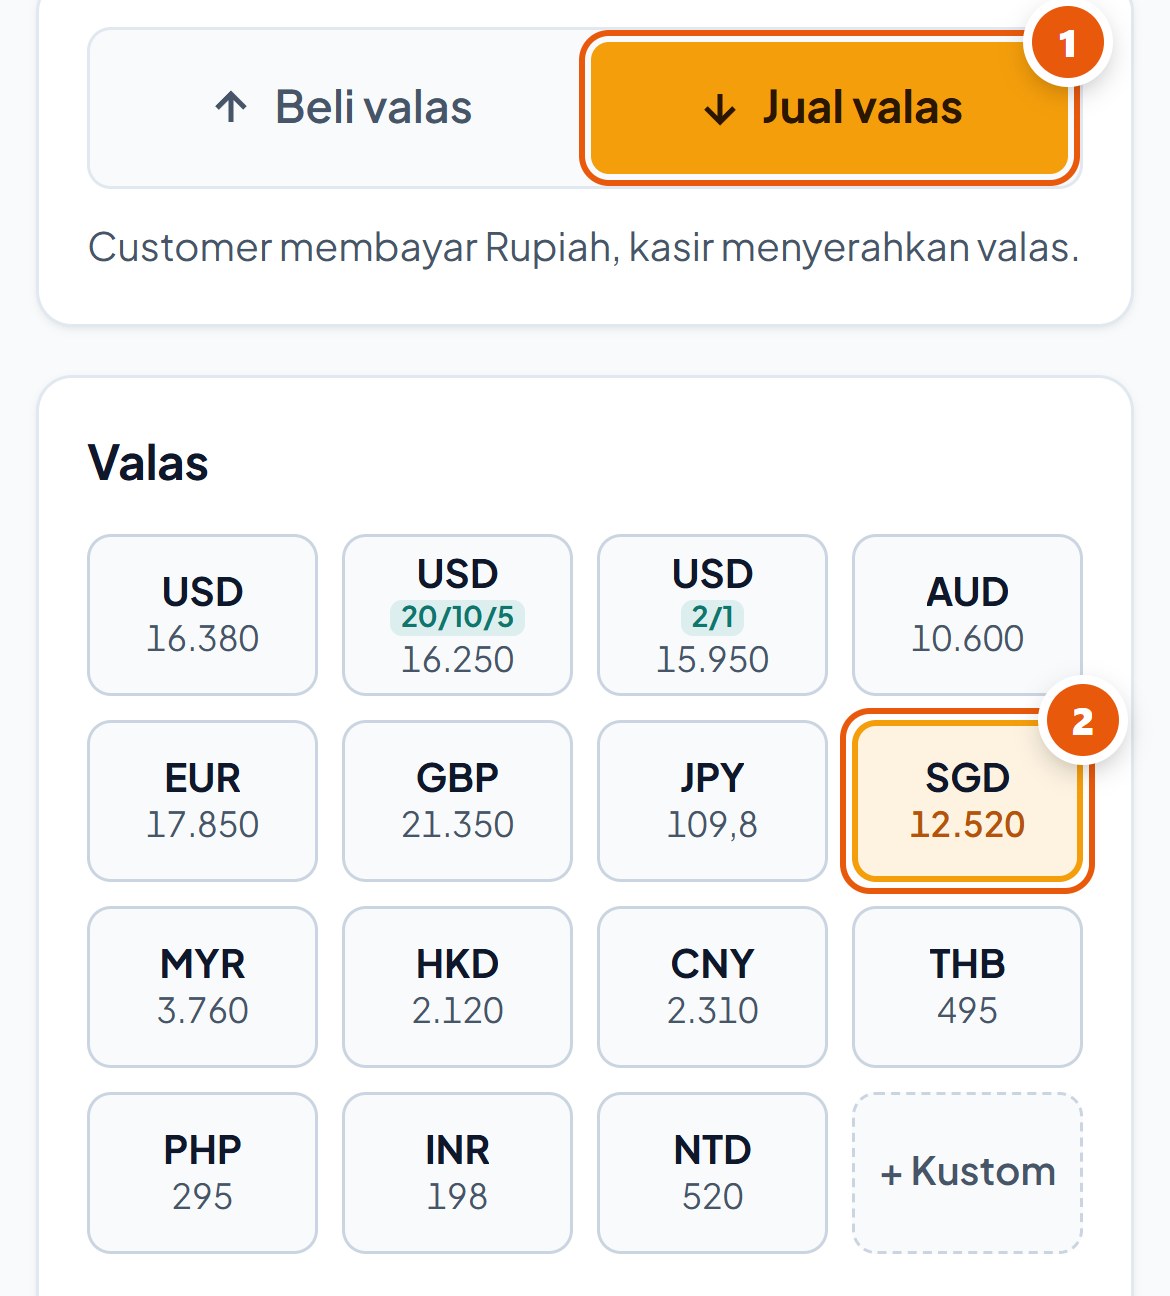 1
↑ Beli valas
↓ Jual valas
Customer membayar Rupiah, kasir menyerahkan valas.
Valas
USD
16.380
USD
20/10/5
16.250
USD
2/1
15.950
AUD
10.600
EUR
17.850
GBP
21.350
JPY
109,8
2
SGD
12.520
MYR
3.760
HKD
2.120
CNY
2.310
THB
495
PHP
295
INR
198
NTD
520
+ Kustom